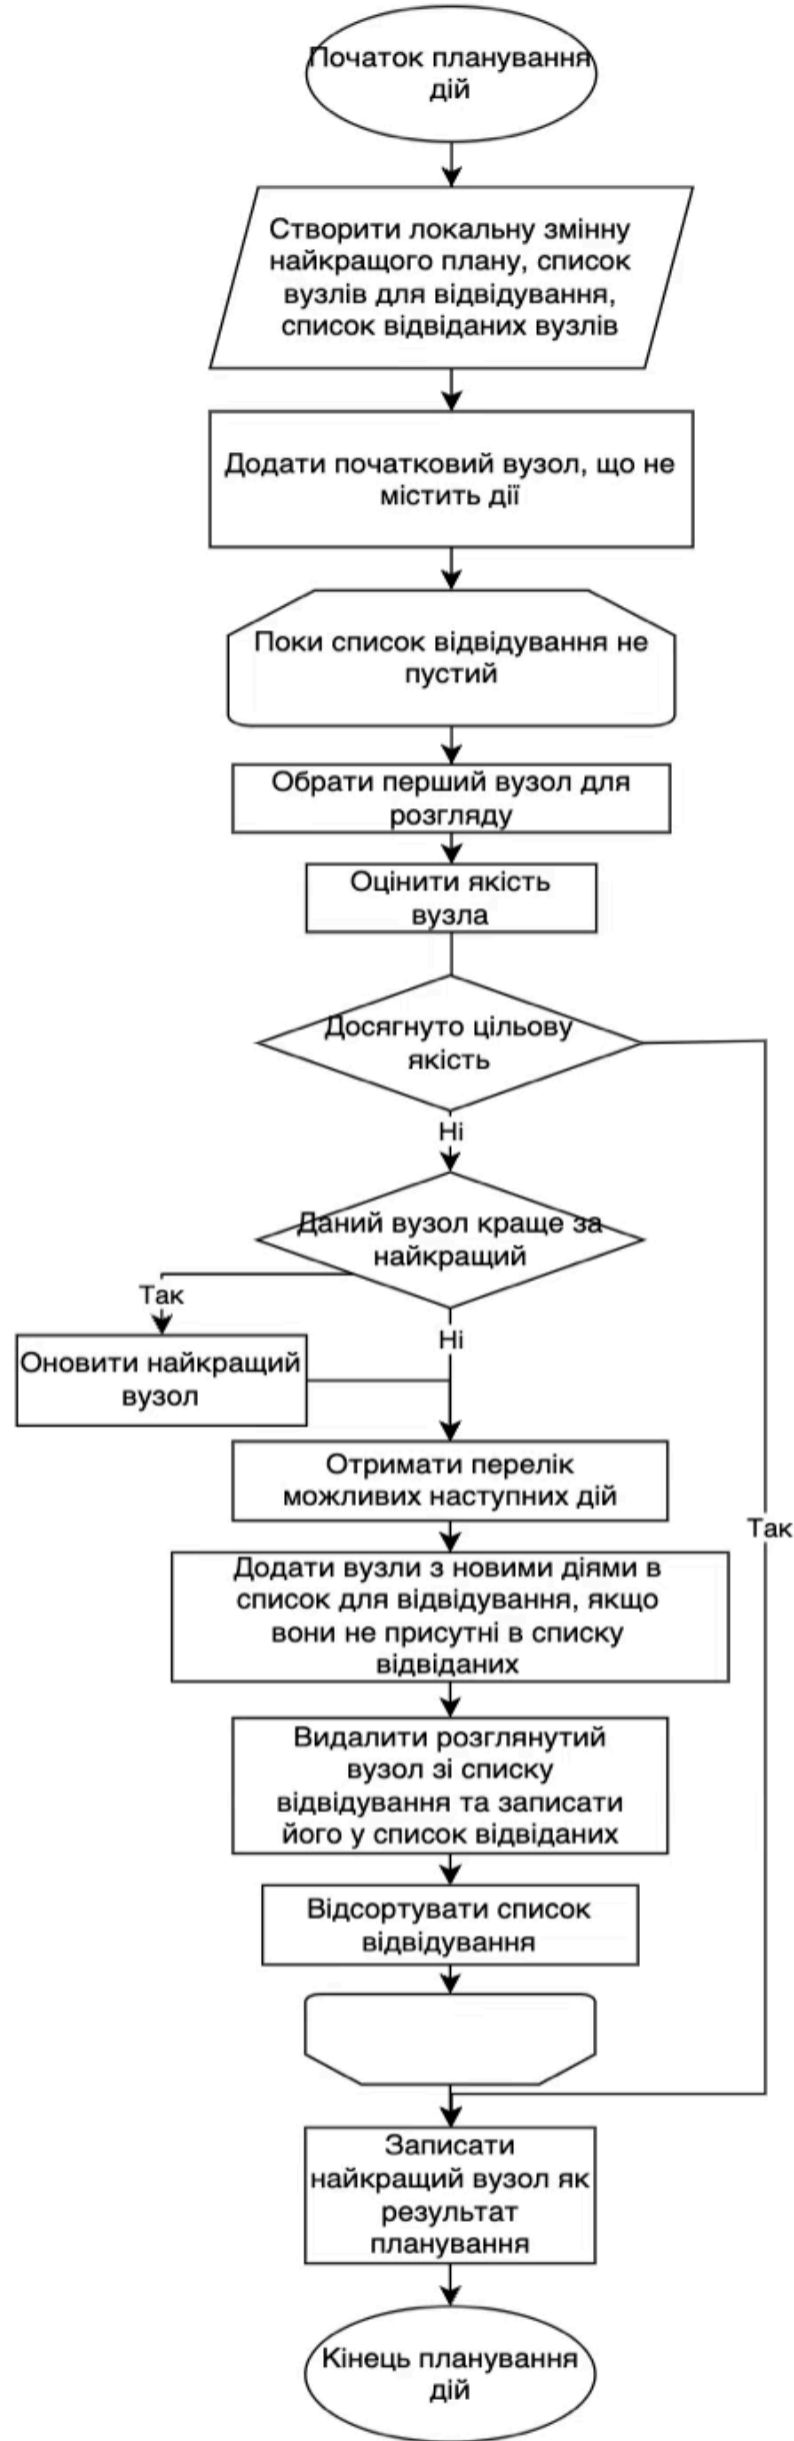 Початок планування
дій
Створити локальну змінну
найкращого плану, список
вузлів для відвідування,
список відвіданих вузлів
Додати початковий вузол, що не
містить дії
Поки список відвідування не
пустий
Обрати перший вузол для
розгляду
Оцінити якість
вузла
Досягнуто цільову
якість
Ні
Даний вузол краще за
найкращий
Так
Ні
Оновити найкращий
вузол
Отримати перелік
можливих наступних дій
Так
Додати вузли з новими діями в
список для відвідування, якщо
вони не присутні в списку
відвіданих
Видалити розглянутий
вузол зі списку
відвідування та записати
його у список відвіданих
Відсортувати список
відвідування
Записати
найкращий вузол як
результат
планування
Кінець планування
дій